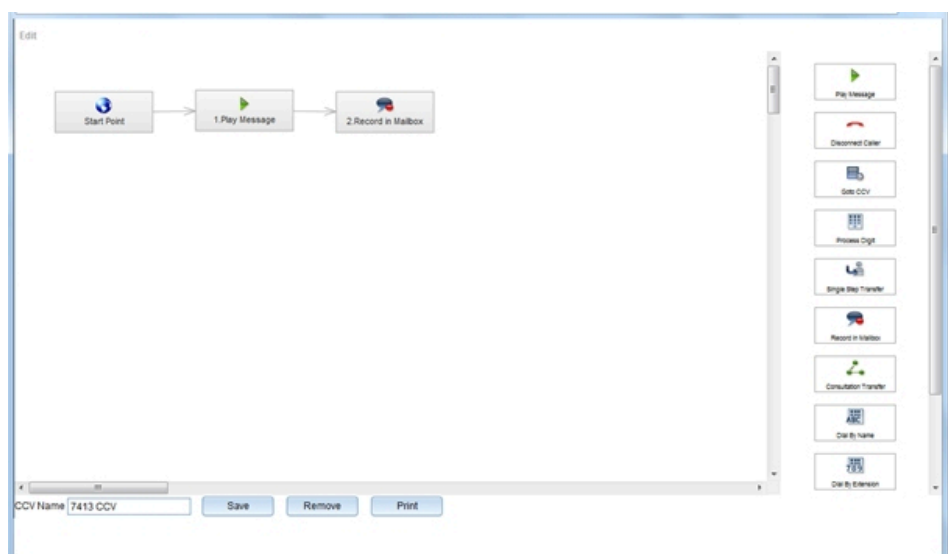 Edit
Start Point
1.Play Message
2.Record in Mailbox
Play Message
Disconnect Caller
Goto CCV
Process Digit
Single Step Transfer
Record in Mailbox
Consultation Transfer
ABC
Dial By Name
789
Dial By Extension
CCV Name 7413 CCV Save Remove Print